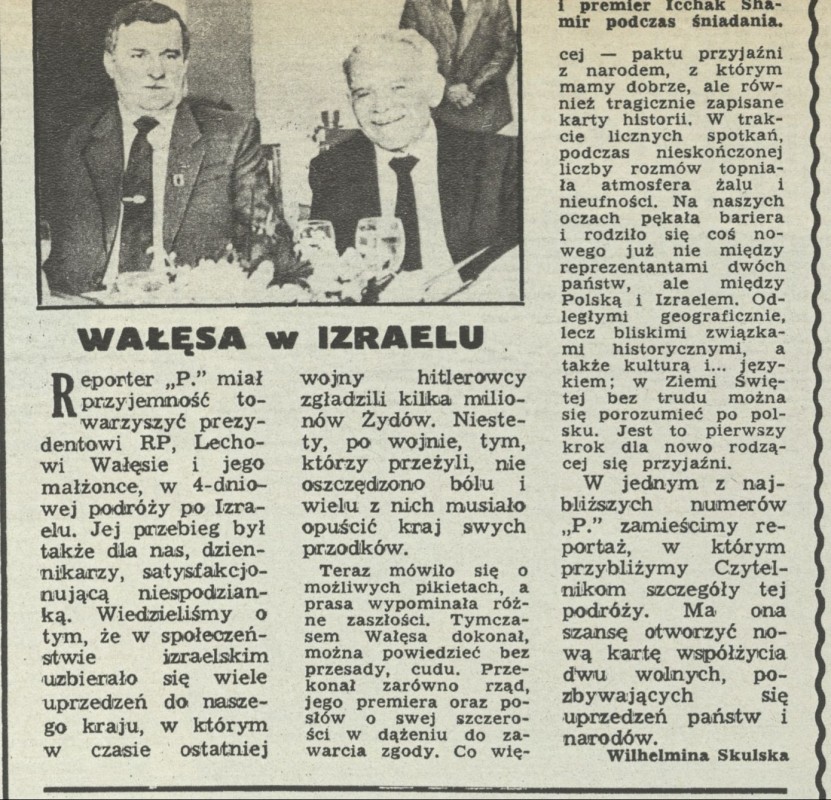 i premier Icchak Sha-
mir podczas śniadania.
WAŁĘSA w IZRAELU
Reporter „P.” miał
przyjemność to-
warzyszyć prezy-
dentowi RP, Lecho-
wi Wałęsie i jego
małżonce, w 4-dnio-
wej podróży po Izra-
elu. Jej przebieg był
także dla nas, dzien-
nikarzy, satysfakcjo-
nującą niespodzian-
ką. Wiedzieliśmy o
tym, że w społeczeń-
stwie izraelskim
uzbierało się wiele
uprzedzeń do nasze-
go kraju, w którym
w czasie ostatniej
wojny hitlerowcy
zgładzili kilka milio-
nów Żydów. Nieste-
ty, po wojnie, tym,
którzy przeżyli, nie
oszczędzono bólu i
wielu z nich musiało
opuścić kraj swych
przodków.
Teraz mówiło się o
możliwych pikietach, a
prasa wypominała róż-
ne zaszłości. Tymcza-
sem Wałęsa dokonał,
można powiedzieć bez
przesady, cudu. Prze-
konał zarówno rząd,
jego premiera oraz po-
słów o swej szczero-
ści w dążeniu do za-
warcia zgody. Co wię-
cej — paktu przyjaźni
z narodem, z którym
mamy dobrze, ale rów-
nież tragicznie zapisane
karty historii. W trak-
cie licznych spotkań,
podczas nieskończonej
liczby rozmów topnia-
ła atmosfera żalu i
nieufności. Na naszych
oczach pękała bariera
i rodziło się coś no-
wego już nie między
reprezentantami dwóch
państw, ale między
Polską i Izraelem. Od-
ległymi geograficznie,
lecz bliskimi związka-
mi historycznymi, a
także kulturą i... języ-
kiem; w Ziemi Świę-
tej bez trudu można
się porozumieć po pol-
sku. Jest to pierwszy
krok dla nowo rodzą-
cej się przyjaźni.
W jednym z naj-
bliższych numerów
„P.” zamieścimy re-
portaż, w którym
przybliżymy Czytel-
nikom szczegóły tej
podróży. Ma ona
szansę otworzyć no-
wą kartę współżycia
dwu wolnych, po-
zbywających się
uprzedzeń państw i
narodów.
Wilhelmina Skulska